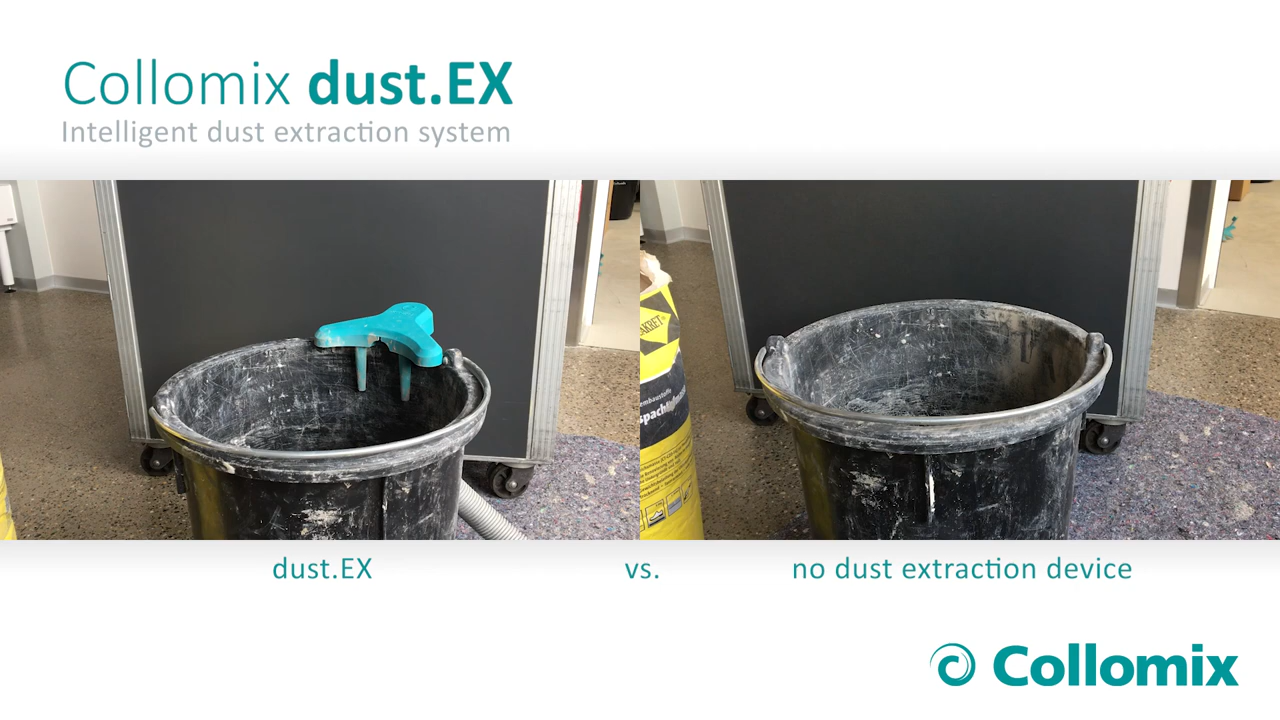 Collomix dust.EX
Intelligent dust extraction system
dust.EX vs. no dust extraction device
Collomix